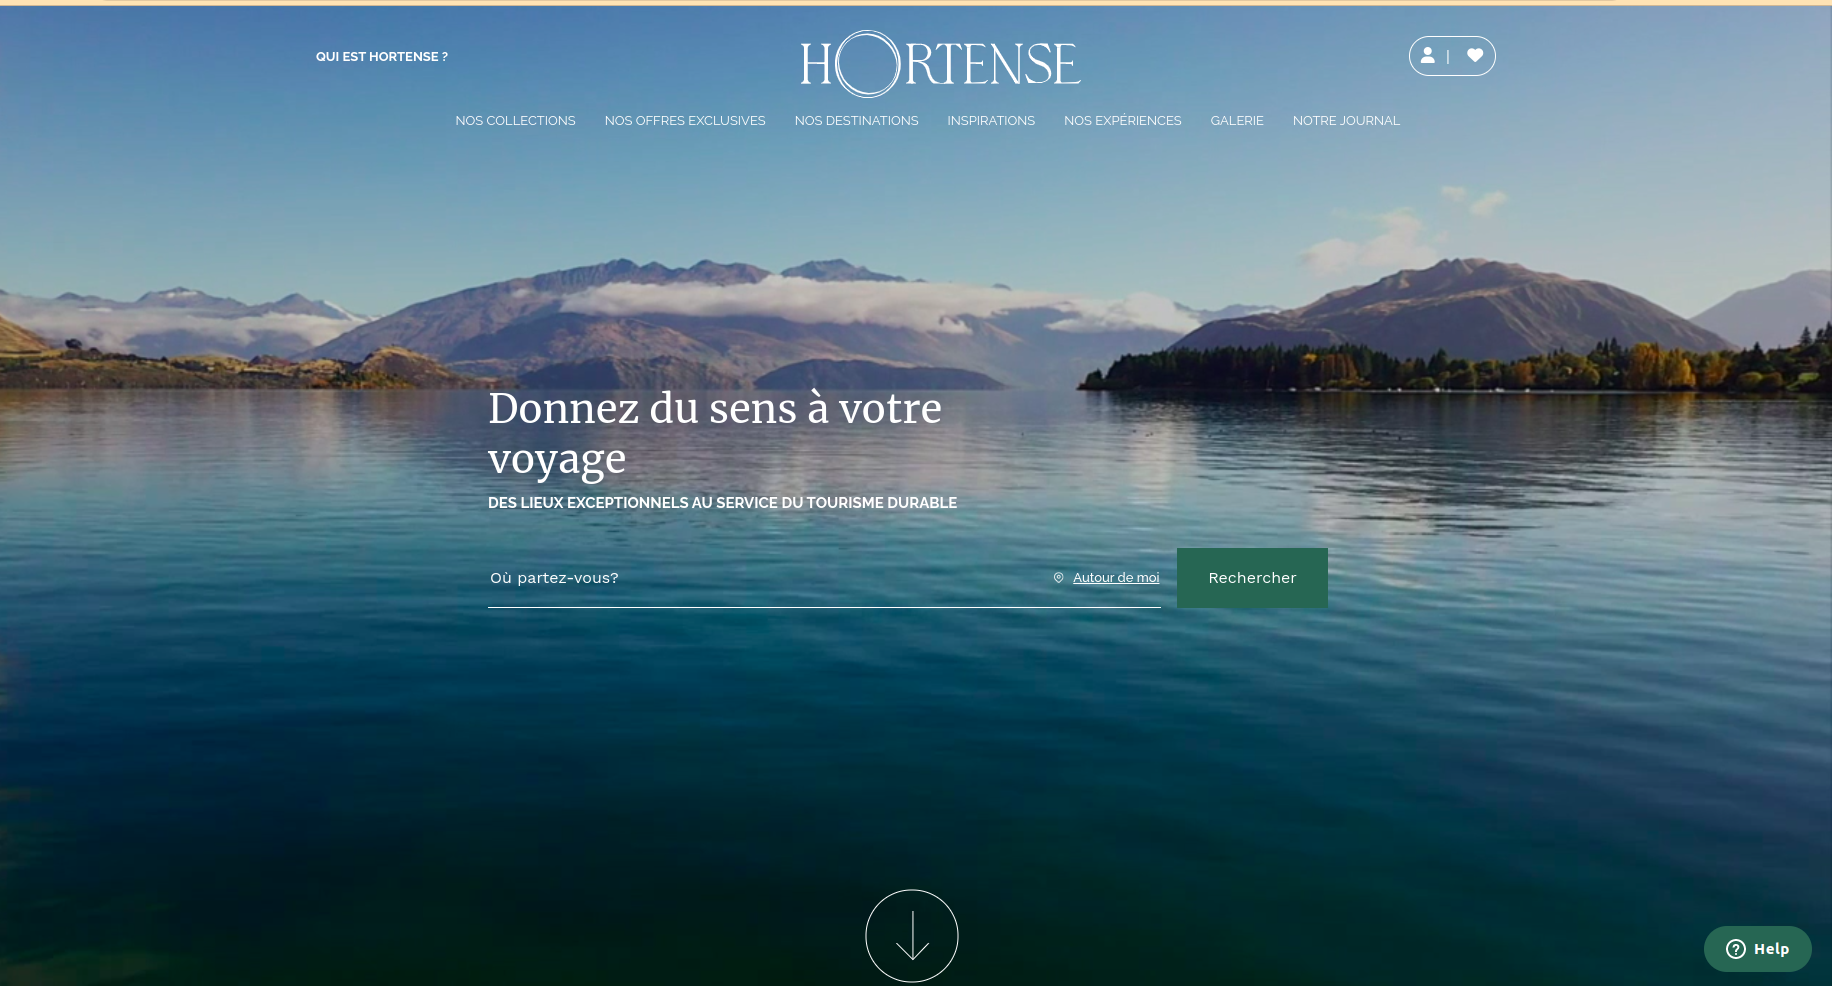 QUI EST HORTENSE ?
HORTENSE
|
NOS COLLECTIONS NOS OFFRES EXCLUSIVES NOS DESTINATIONS INSPIRATIONS NOS EXPÉRIENCES GALERIE NOTRE JOURNAL
Donnez du sens à votre
voyage
DES LIEUX EXCEPTIONNELS AU SERVICE DU TOURISME DURABLE
Où partez-vous? Autour de moi Rechercher
Help